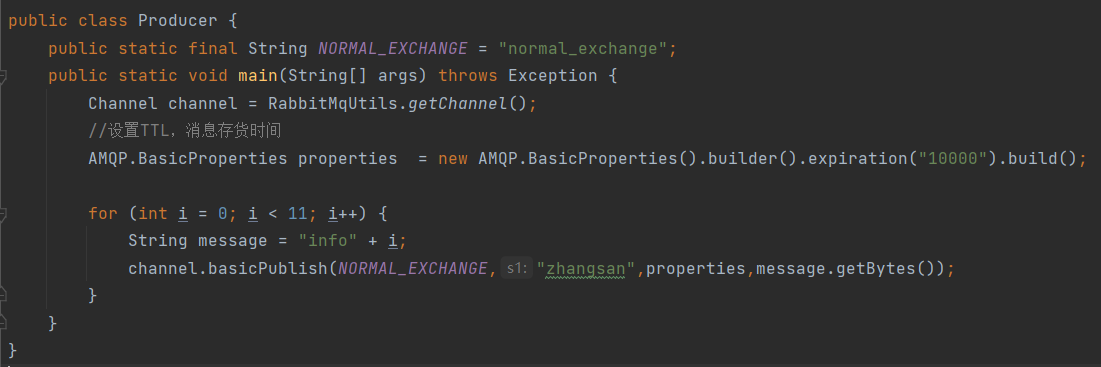 public class Producer {
public static final String NORMAL_EXCHANGE = "normal_exchange";
public static void main(String[] args) throws Exception {
Channel channel = RabbitMqUtils.getChannel();
//设置TTL，消息存货时间
AMQP.BasicProperties properties  = new AMQP.BasicProperties().builder().expiration("10000").build();
for (int i = 0; i < 11; i++) {
String message = "info" + i;
channel.basicPublish(NORMAL_EXCHANGE, s1: "zhangsan",properties,message.getBytes());
}
}
}